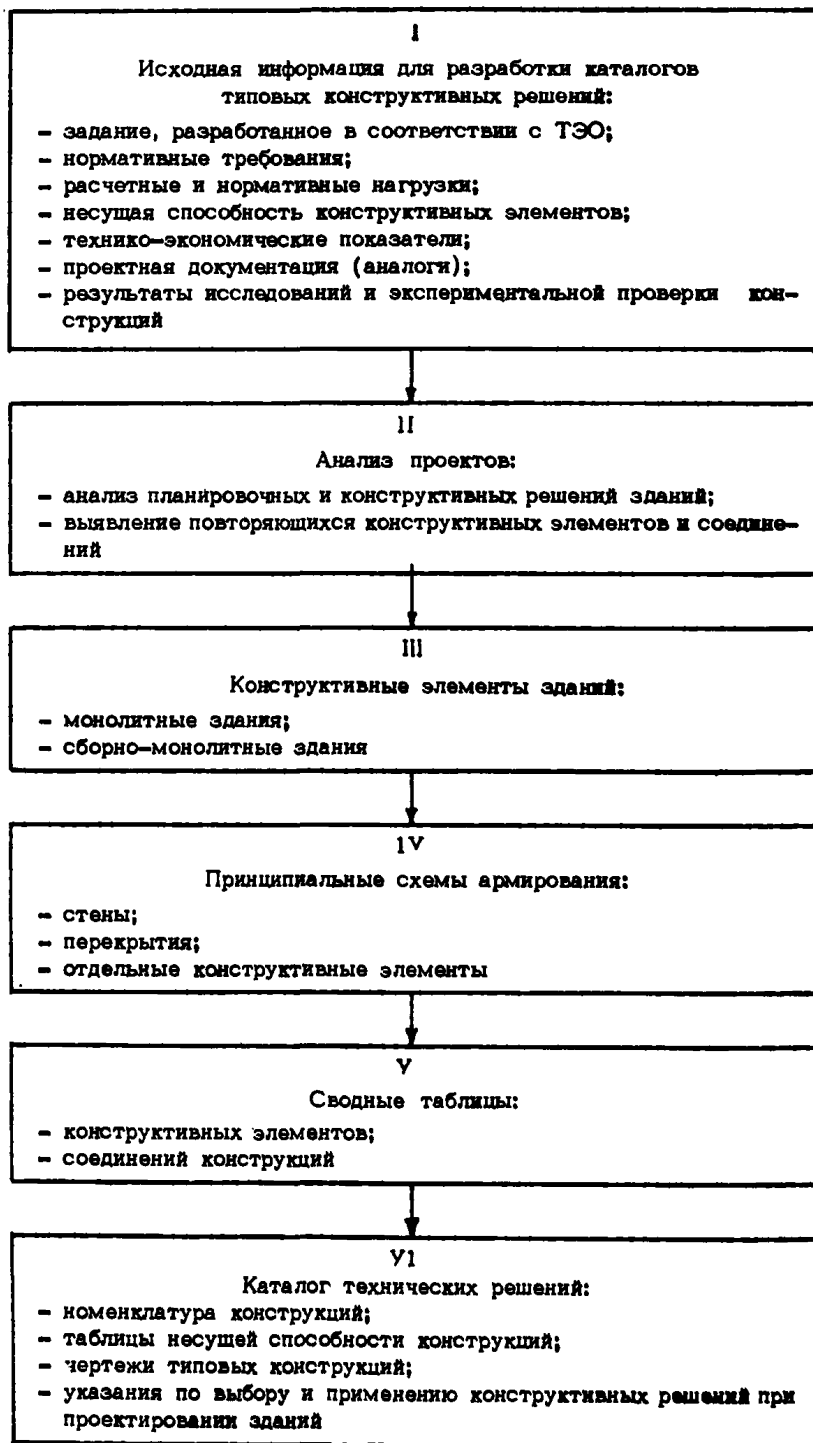 I
Исходная информация для разработки каталогов
типовых конструктивных решений:
– задание, разработанное в соответствии с ТЭО;
– нормативные требования;
– расчетные и нормативные нагрузки;
– несущая способность конструктивных элементов;
– технико-экономические показатели;
– проектная документация (аналоги);
– результаты исследований и экспериментальной проверки кон-
струкций
II
Анализ проектов:
– анализ планировочных и конструктивных решений зданий;
– выявление повторяющихся конструктивных элементов и соедине-
ний
III
Конструктивные элементы зданий:
– монолитные здания;
– сборно-монолитные здания
1V
Принципиальные схемы армирования:
– стены;
– перекрытия;
– отдельные конструктивные элементы
У
Сводные таблицы:
– конструктивных элементов;
– соединений конструкций
У1
Каталог технических решений:
– номенклатура конструкций;
– таблицы несущей способности конструкций;
– чертежи типовых конструкций;
– указания по выбору и применению конструктивных решений при
проектировании зданий